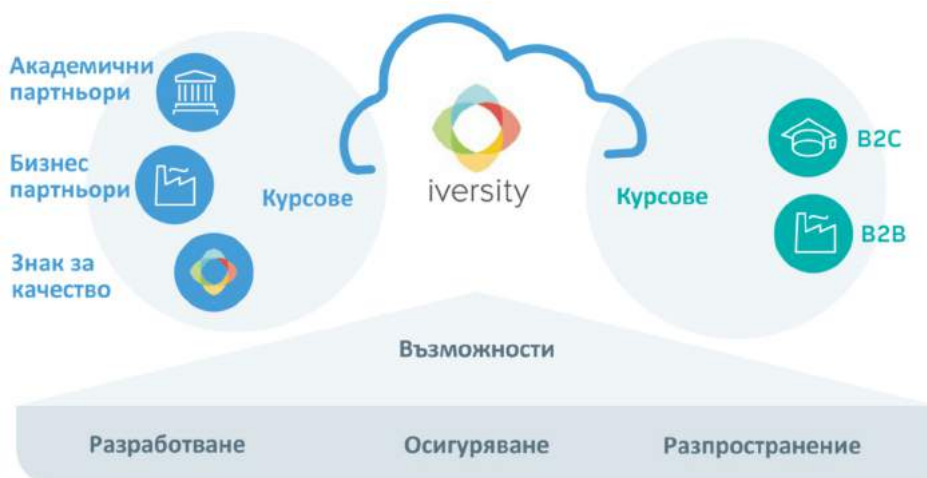 Академични
партньори
Бизнес
партньори
Знак за
качество
Курсове
iversity
Курсове
B2C
B2B
Възможности
Разработване
Осигуряване
Разпространение